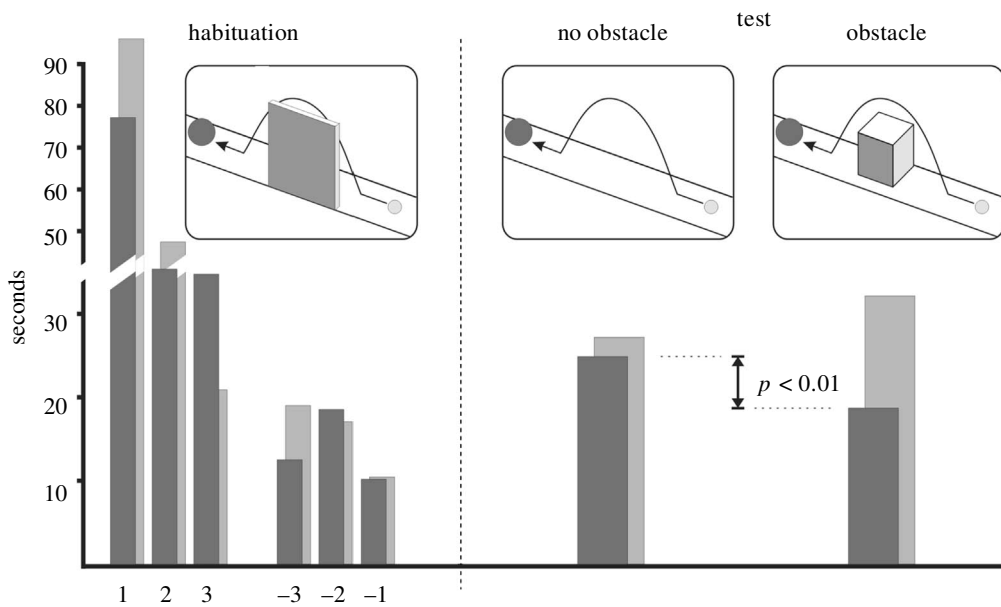 test
habituation
no obstacle
obstacle
90
80
70
60
50
30
20
10
seconds
p < 0.01
1 2 3 –3 –2 –1